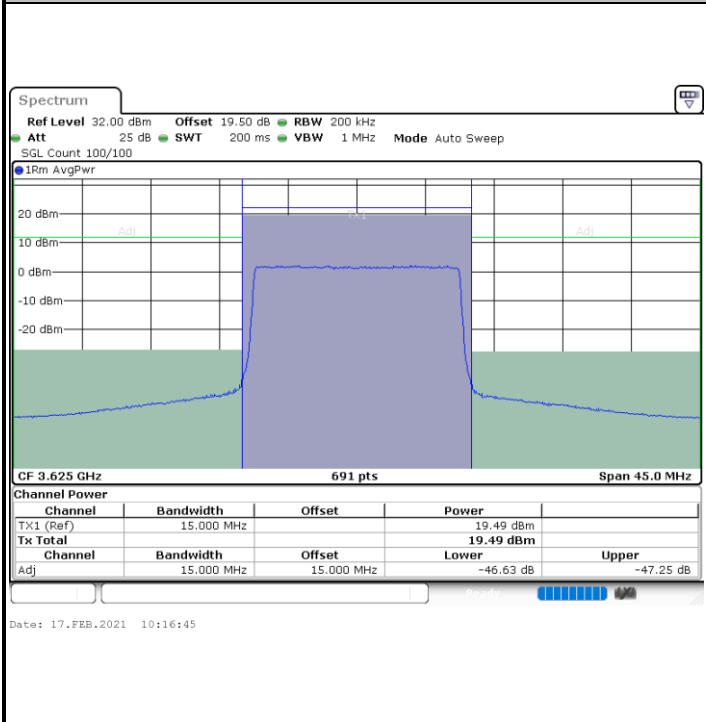 Spectrum
Ref Level 32.00 dBm Offset 19.50 dB RBW 200 kHz
Att 25 dB SWT 200 ms VBW 1 MHz Mode Auto Sweep
SGL Count 100/100
1Rm AvgPwr
20 dBm
TX1
Adj
Adj
10 dBm
0 dBm
-10 dBm
-20 dBm
CF 3.625 GHz 691 pts Span 45.0 MHz
Channel Power
Channel Bandwidth Offset Power
TX1 (Ref) 15.000 MHz 19.49 dBm
Tx Total 19.49 dBm
Channel Bandwidth Offset Lower Upper
Adj 15.000 MHz 15.000 MHz -46.63 dB -47.25 dB
Ready
Date: 17.FEB.2021 10:16:45